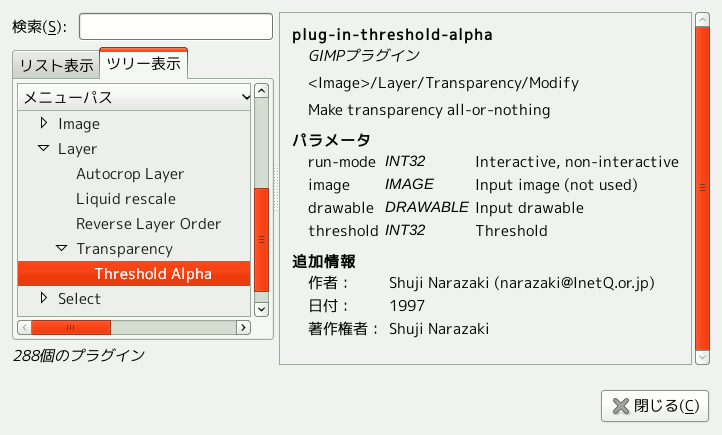 検索(S):
リスト表示 ツリー表示
メニューパス
Image
Layer
Autocrop Layer
Liquid rescale
Reverse Layer Order
Transparency
Threshold Alpha
Select
288個のプラグイン
plug-in-threshold-alpha
GIMPプラグイン
<Image>/Layer/Transparency/Modify
Make transparency all-or-nothing
パラメータ
run-mode INT32 Interactive, non-interactive
image IMAGE Input image (not used)
drawable DRAWABLE Input drawable
threshold INT32 Threshold
追加情報
作者： Shuji Narazaki (narazaki@InetQ.or.jp)
日付： 1997
著作権者： Shuji Narazaki
閉じる(C)